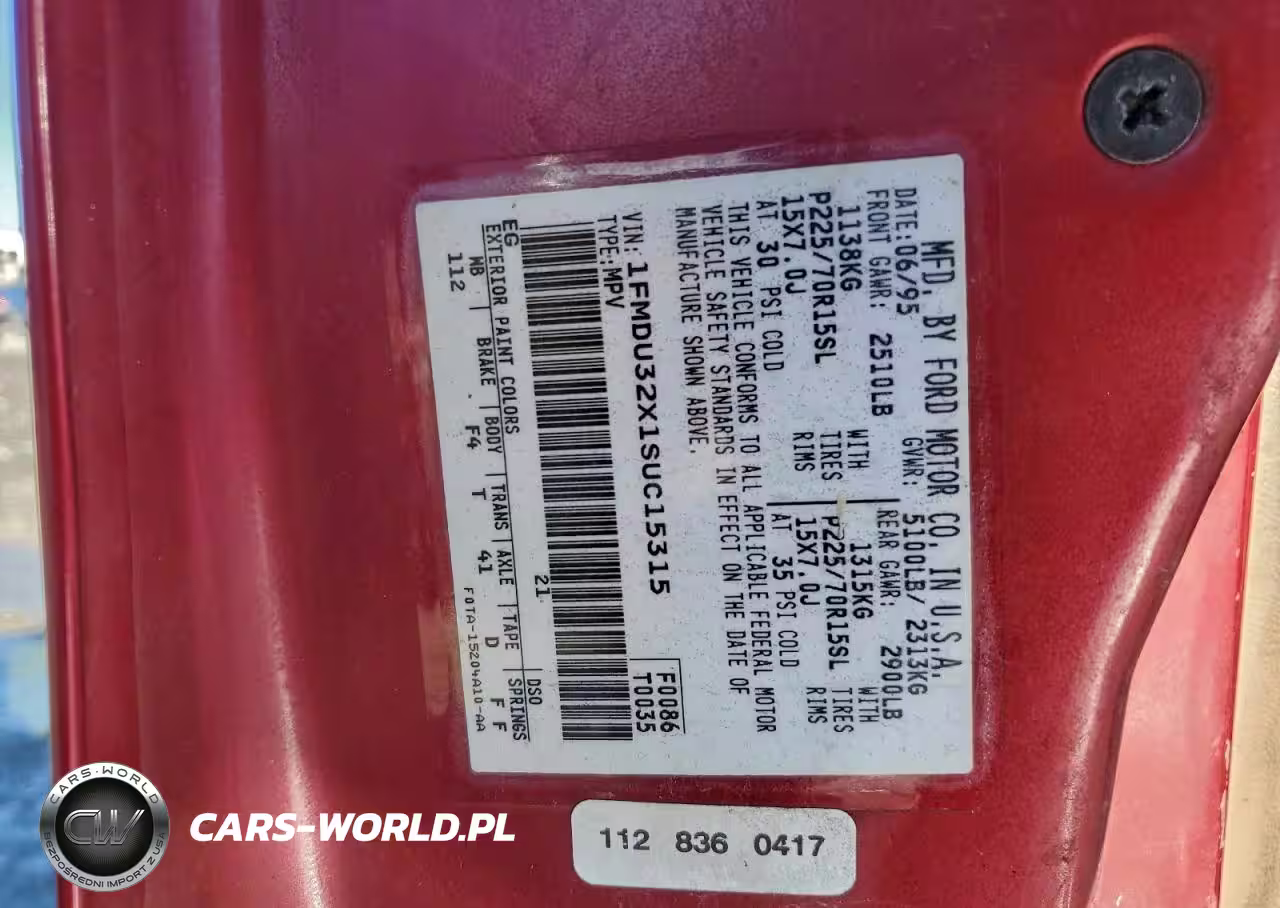 MFD. BY FORD MOTOR CO. IN U.S.A.
DATE: 06/95 GVWR: 5100LB/ 2313KG
FRONT GAWR: 2510LB REAR GAWR: 2900LB
1138KG WITH 1315KG WITH
P225/70R15SL TIRES P225/70R15SL TIRES
15X7.0J RIMS 15X7.0J RIMS
AT 30 PSI COLD AT 35 PSI COLD
THIS VEHICLE CONFORMS TO ALL APPLICABLE FEDERAL MOTOR
VEHICLE SAFETY STANDARDS IN EFFECT ON THE DATE OF
MANUFACTURE SHOWN ABOVE.
VIN: 1FMDU32X1SUC15315 F0086
TYPE: MPV T0035
EG 21 DSO
EXTERIOR PAINT COLORS
WB BRAKE BODY TRANS AXLE TAPE SPRINGS
112 F4 T 41 D F F
F0TA-15204A10-AA
112 836 0417
CARS-WORLD
CW
BEZPOŚREDNI IMPORT Z USA
CARS-WORLD.PL